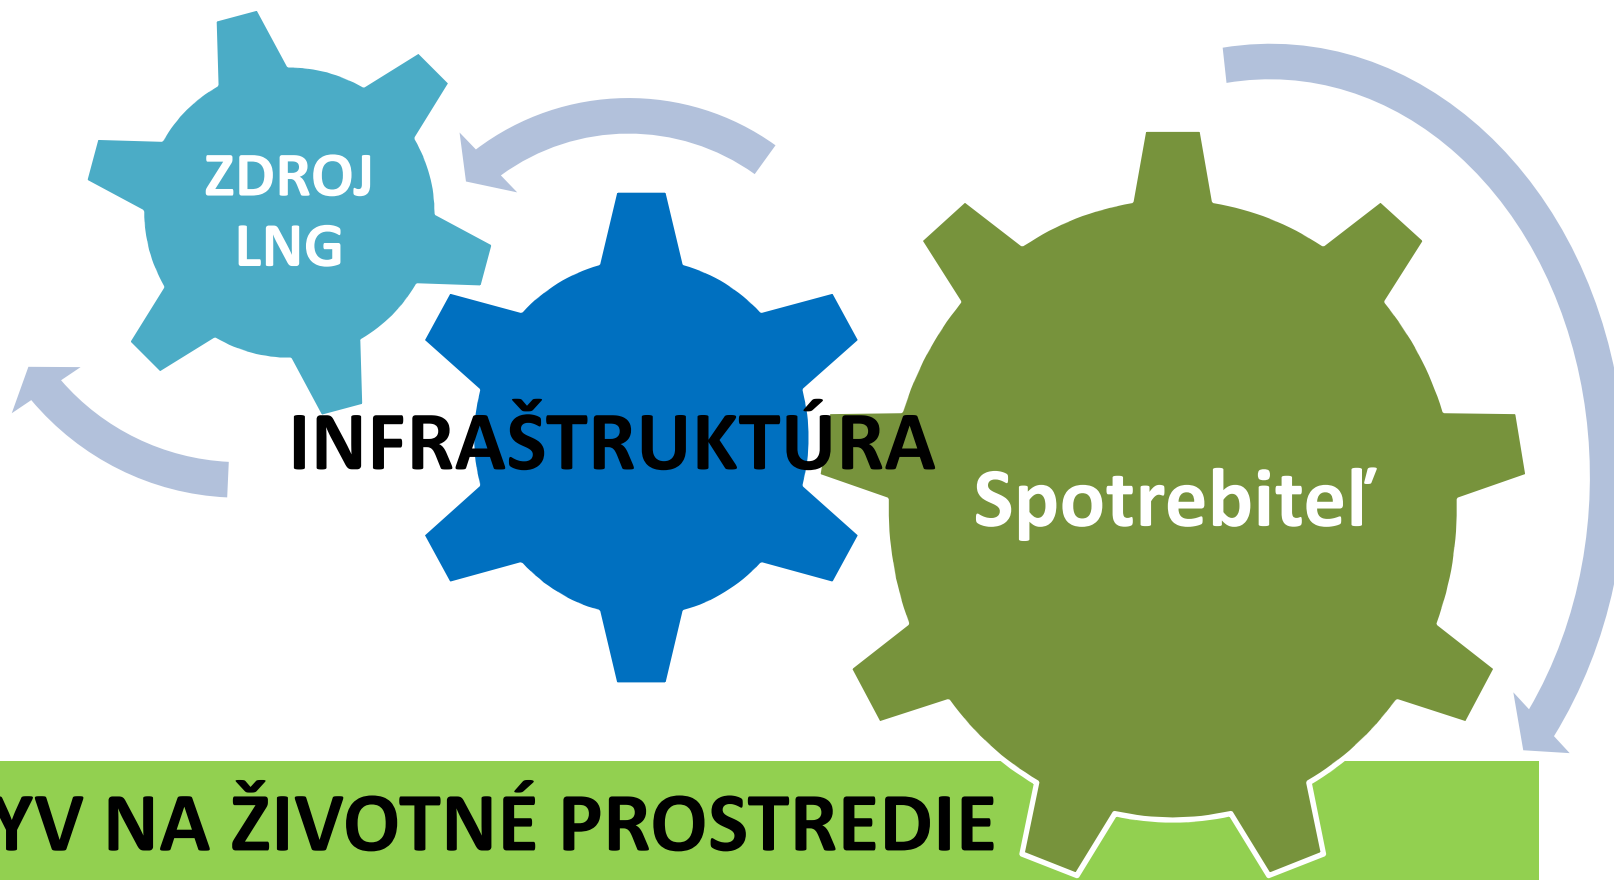 ZDROJ
LNG
INFRAŠTRUKTÚRA
Spotrebiteľ
YV NA ŽIVOTNÉ PROSTREDIE